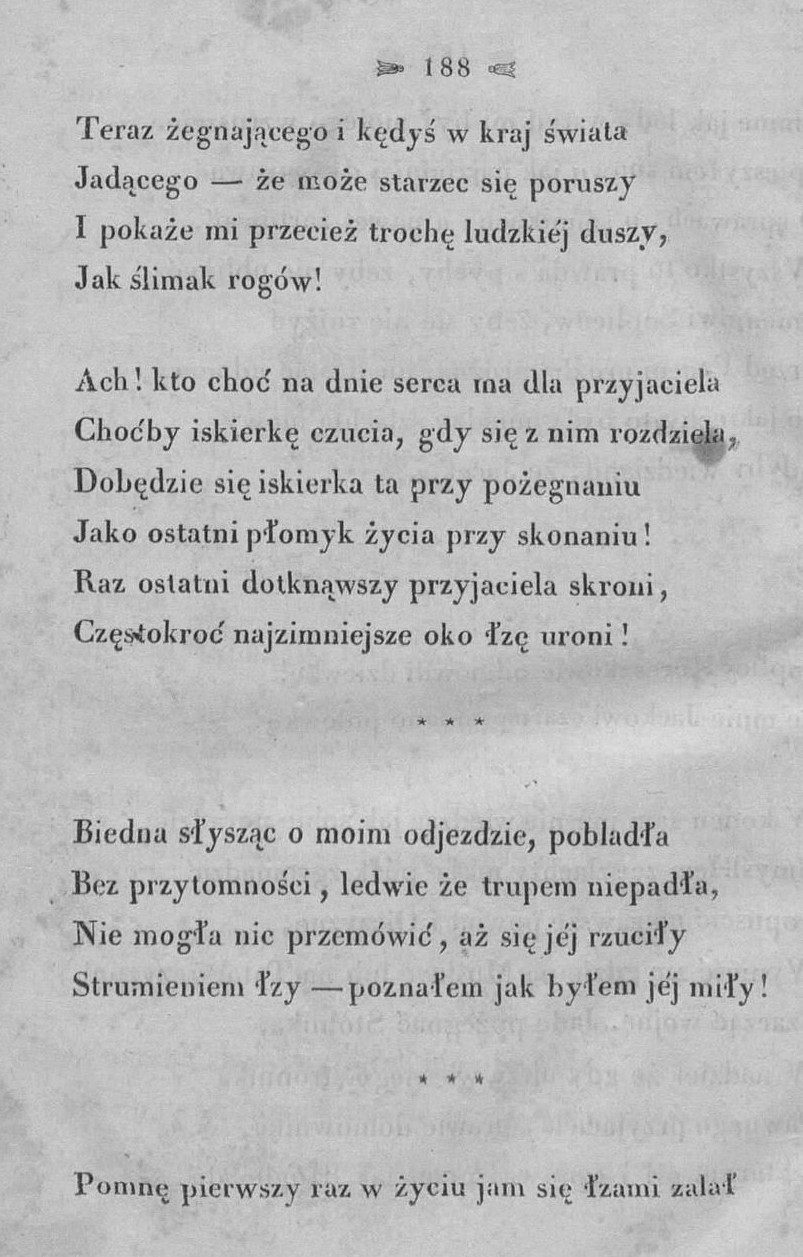 188
Teraz żegnającego i kędyś w kraj świata
Jadącego — że może starzec się poruszy
I pokaże mi przecież trochę ludzkiéj duszy,
Jak ślimak rogów!
Ach! kto choć na dnie serca ma dla przyjaciela
Choćby iskierkę czucia, gdy się z nim rozdziela,
Dobędzie się iskierka ta przy pożegnaniu
Jako ostatni płomyk życia przy skonaniu!
Raz ostatni dotknąwszy przyjaciela skroni,
Częstokroć najzimniejsze oko łzę uroni!
* * *
Biedna słysząc o moim odjezdzie, pobladła
Bez przytomności, ledwie że trupem niepadła,
Nie mogła nic przemówić, aż się jéj rzuciły
Strumieniem łzy — poznałem jak byłem jéj miły!
* * *
Pomnę pierwszy raz w życiu jam się łzami zalał